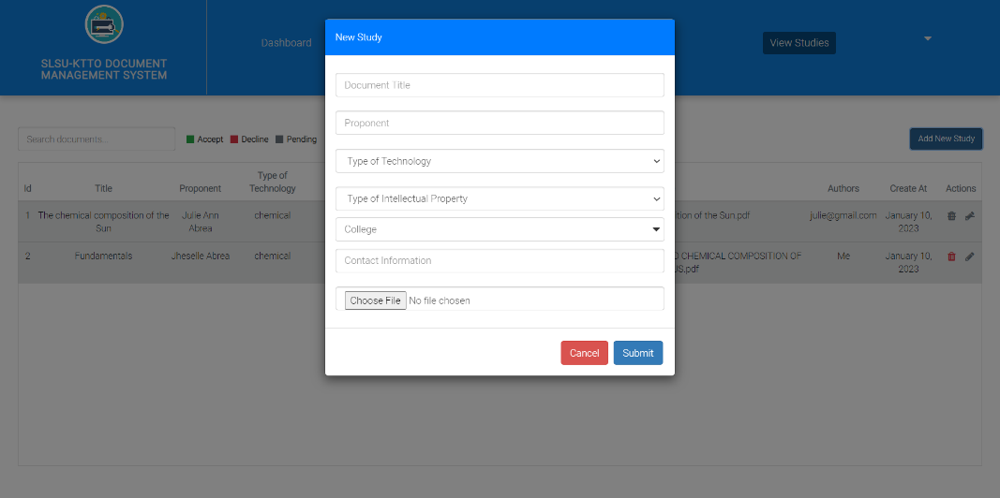 SLSU-KTTO DOCUMENT
MANAGEMENT SYSTEM
Dashboard
View Studies
New Study
Document Title
Proponent
Type of Technology
Type of Intellectual Property
College
Contact Information
Choose File No file chosen
Cancel Submit
Search documents...
Accept Decline Pending
Add New Study
Id Title Proponent Type of Technology Authors Create At Actions
1 The chemical composition of the Sun Julie Ann Abrea chemical tion of the Sun.pdf julie@gmail.com January 10, 2023
2 Fundamentals Jheselle Abrea chemical CHEMICAL COMPOSITION OF Me January 10, 2023